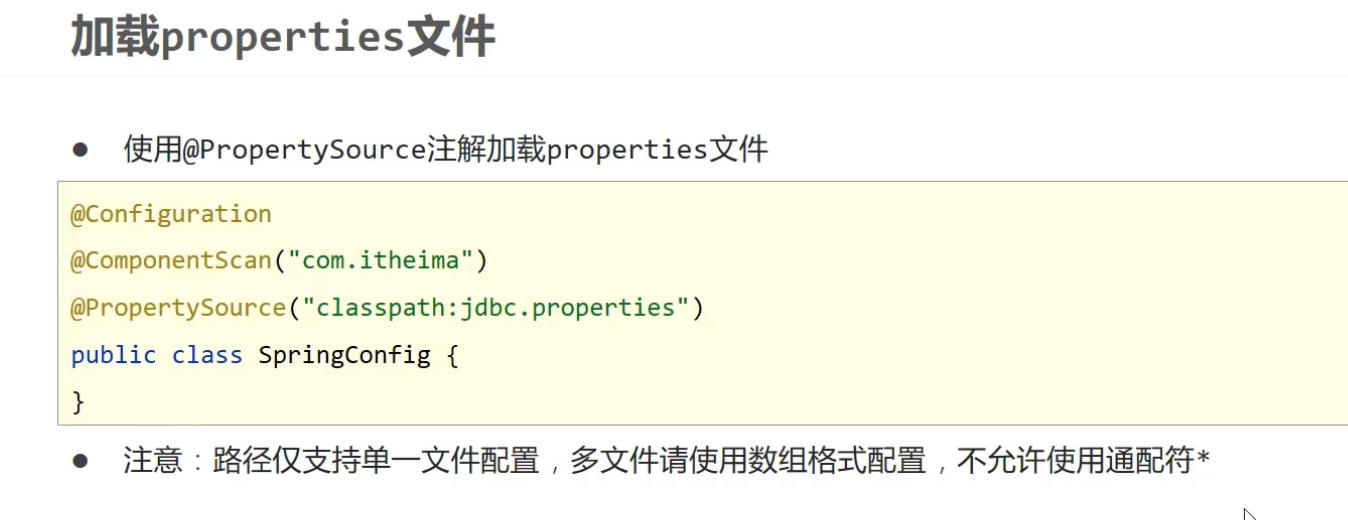 加载properties文件
● 使用@PropertySource注解加载properties文件
@Configuration
@ComponentScan("com.itheima")
@PropertySource("classpath:jdbc.properties")
public class SpringConfig {
}
● 注意：路径仅支持单一文件配置，多文件请使用数组格式配置，不允许使用通配符*